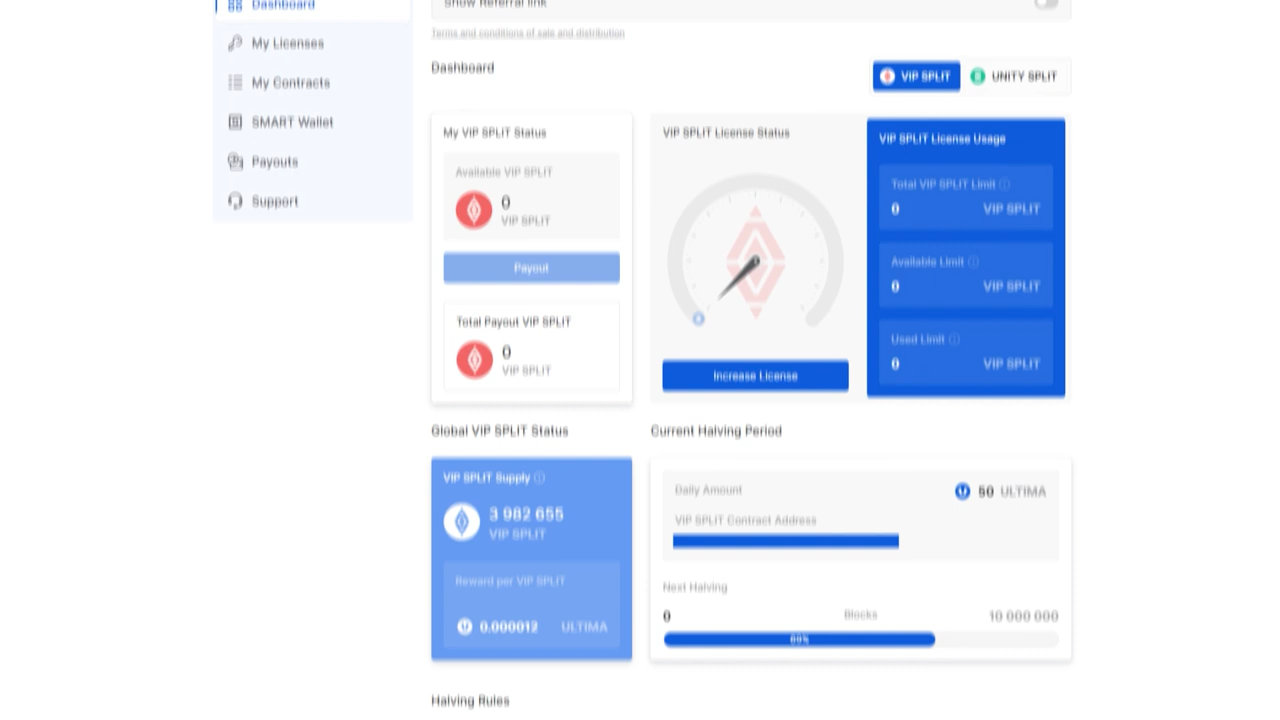 Dashboard
My Licenses
My Contracts
SMART Wallet
Payouts
Support
Show Referral link
Terms and conditions of sale and distribution
Dashboard
VIP SPLIT
UNITY SPLIT
My VIP SPLIT Status
Available VIP SPLIT
0
VIP SPLIT
Payout
Total Payout VIP SPLIT
0
VIP SPLIT
VIP SPLIT License Status
Increase License
VIP SPLIT License Usage
Total VIP SPLIT Limit
0 VIP SPLIT
Available Limit
0 VIP SPLIT
Used Limit
0 VIP SPLIT
Global VIP SPLIT Status
VIP SPLIT Supply
3 982 655
VIP SPLIT
Reward per VIP SPLIT
0.000012 ULTIMA
Current Halving Period
Daily Amount
50 ULTIMA
VIP SPLIT Contract Address
Next Halving
0 Blocks 10 000 000
Halving Rules